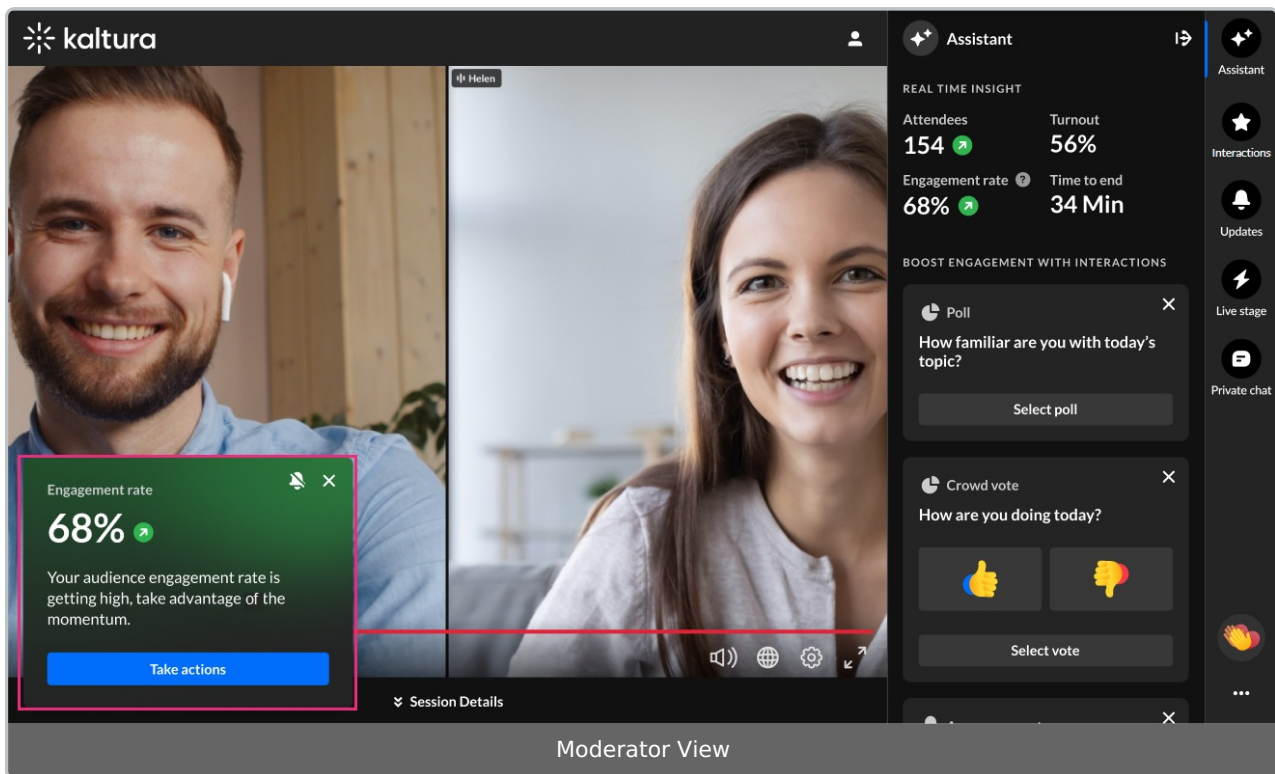 kaltura
Helen
Engagement rate
68%
Your audience engagement rate is
getting high, take advantage of the
momentum.
Take actions
Session Details
Assistant
REAL TIME INSIGHT
Attendees
Turnout
154
56%
Engagement rate ?
Time to end
68%
34 Min
BOOST ENGAGEMENT WITH INTERACTIONS
Poll
How familiar are you with today's
topic?
Select poll
Crowd vote
How are you doing today?
Select vote
Assistant
Interactions
Updates
Live stage
Private chat
Moderator View